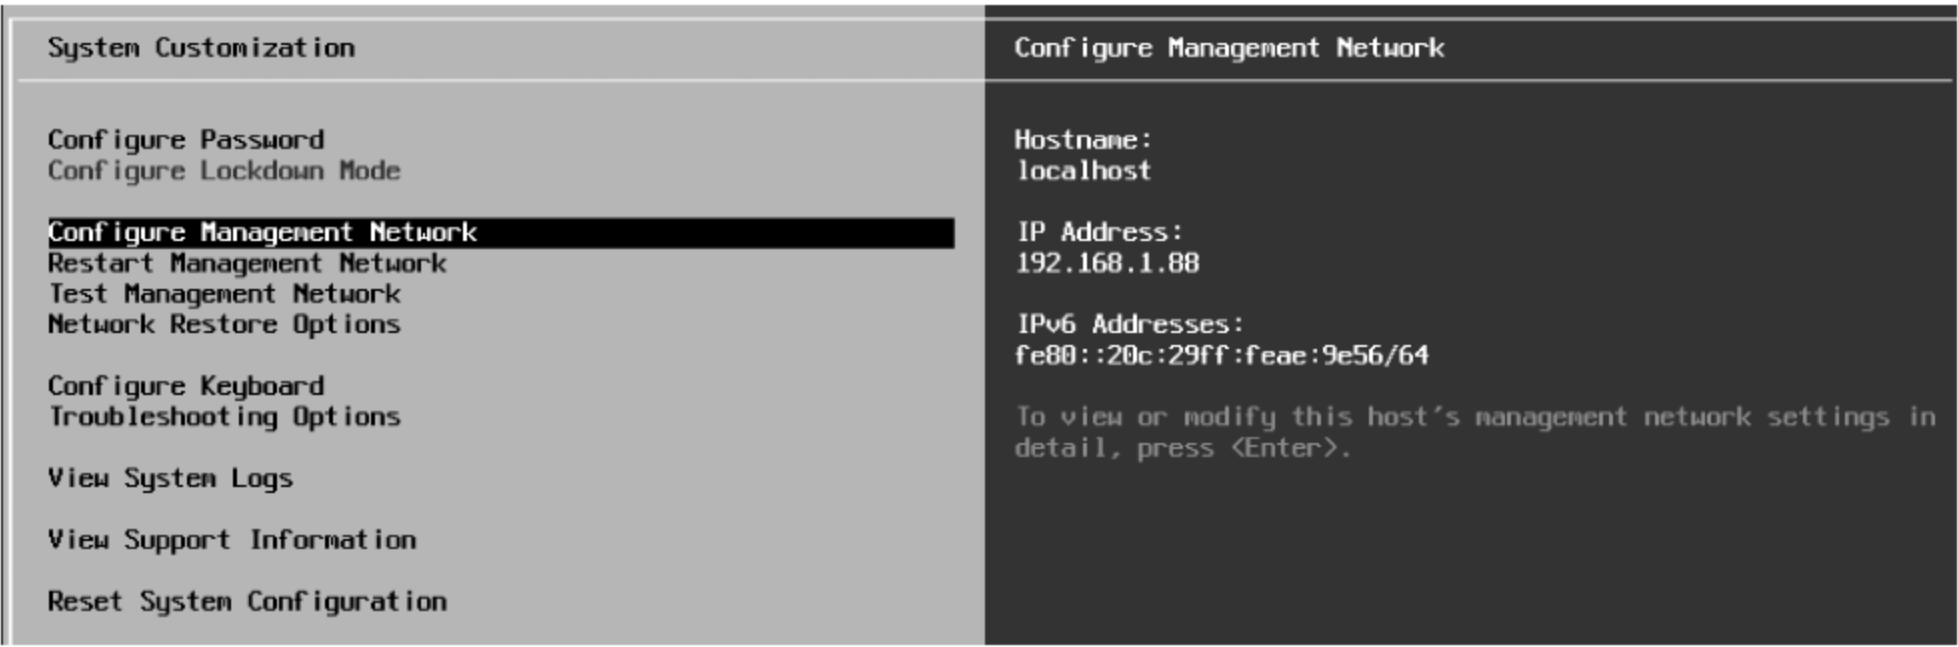 System Customization
Configure Password
Configure Lockdown Mode
Configure Management Network
Restart Management Network
Test Management Network
Network Restore Options
Configure Keyboard
Troubleshooting Options
View System Logs
View Support Information
Reset System Configuration
Configure Management Network
Hostname:
localhost
IP Address:
192.168.1.88
IPv6 Addresses:
fe80::20c:29ff:feae:9e56/64
To view or modify this host's management network settings in
detail, press <Enter>.